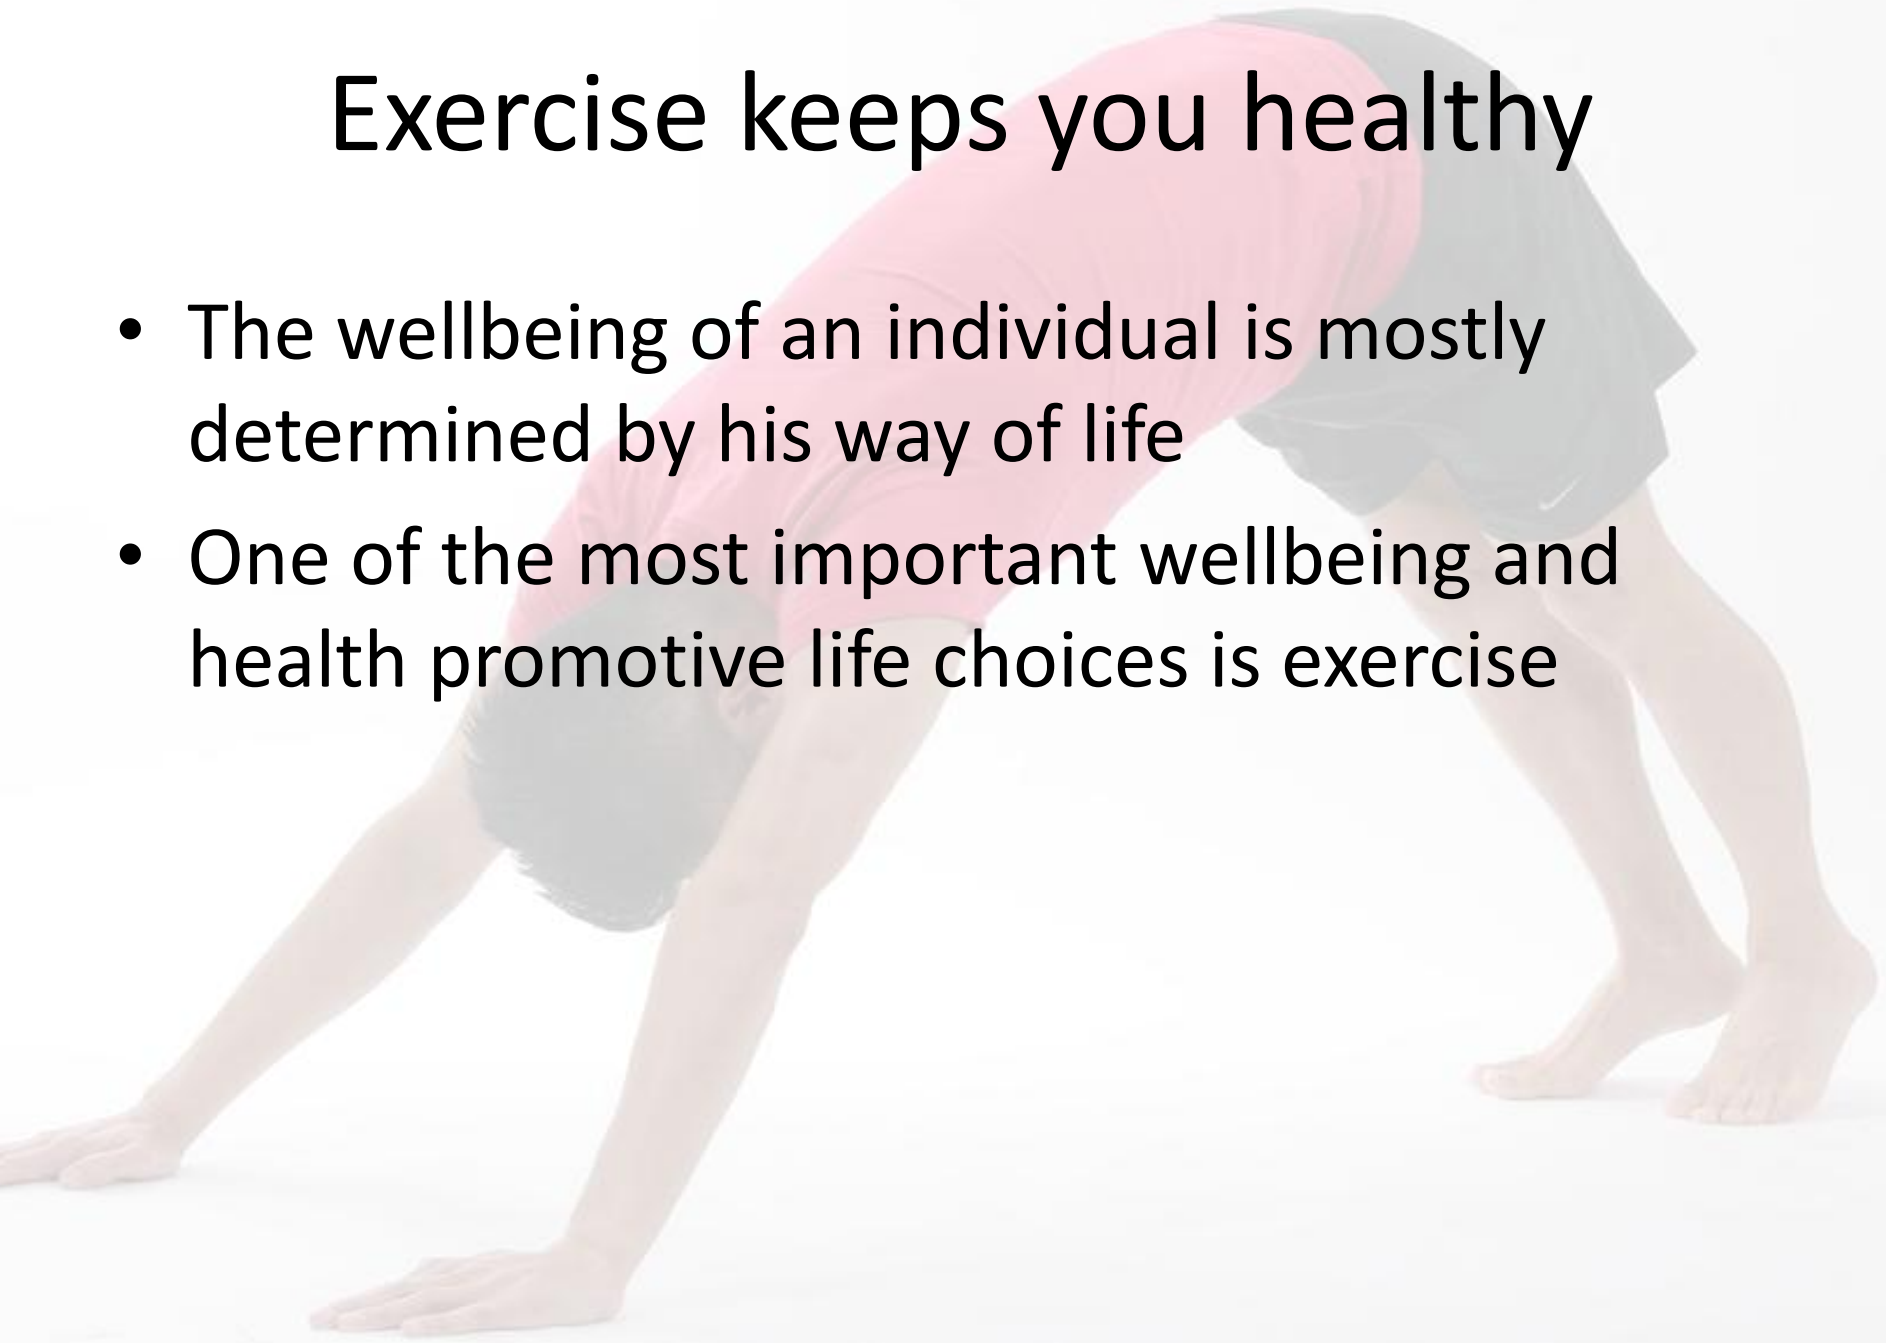 Exercise keeps you healthy
• The wellbeing of an individual is mostly
determined by his way of life
• One of the most important wellbeing and
health promotive life choices is exercise